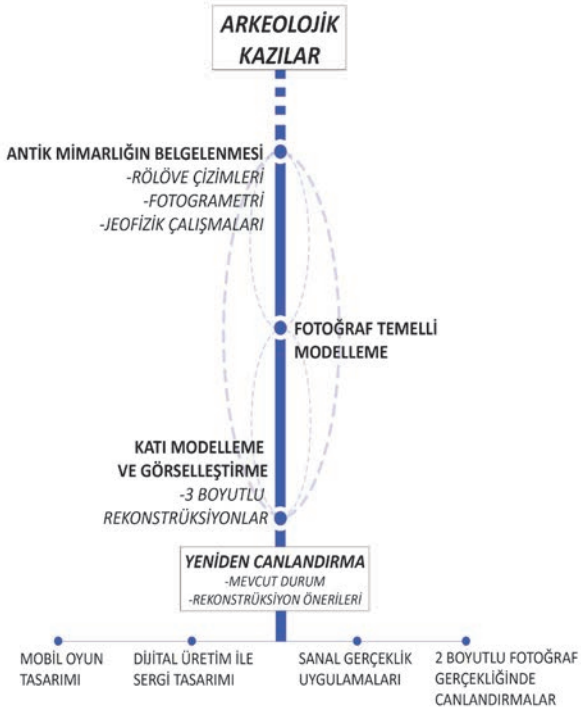 ARKEOLOJİK
KAZILAR
ANTİK MİMARLIĞIN BELGELENMESİ
-RÖLÖVE ÇİZİMLERİ
-FOTOGRAMETRİ
-JEOFİZİK ÇALIŞMALARI
FOTOĞRAF TEMELLİ
MODELLEME
KATI MODELLEME
VE GÖRSELLEŞTİRME
-3 BOYUTLU
REKONSTRÜKSİYONLAR
YENİDEN CANLANDIRMA
-MEVCUT DURUM
-REKONSTRÜKSİYON ÖNERİLERİ
MOBİL OYUN
TASARIMI
DİJİTAL ÜRETİM İLE
SERGİ TASARIMI
SANAL GERÇEKLİK
UYGULAMALARI
2 BOYUTLU FOTOĞRAF
GERÇEKLİĞİNDE
CANLANDIRMALAR